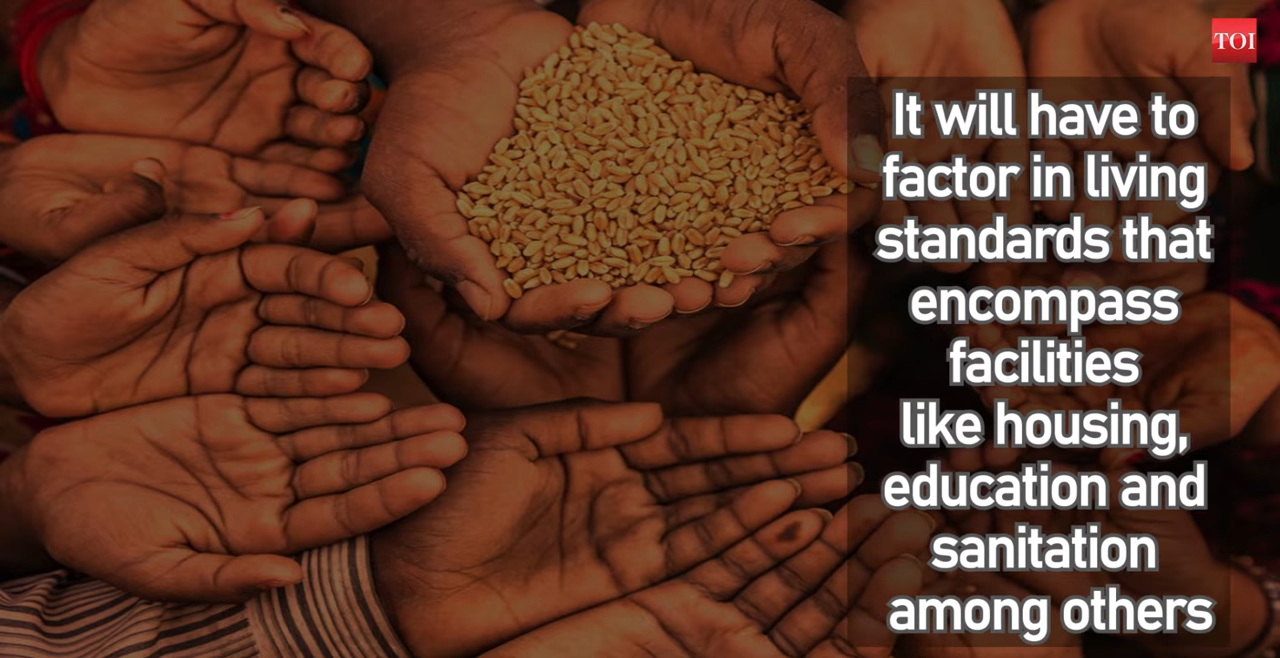 TOI
It will have to
factor in living
standards that
encompass
facilities
like housing,
education and
sanitation
among others